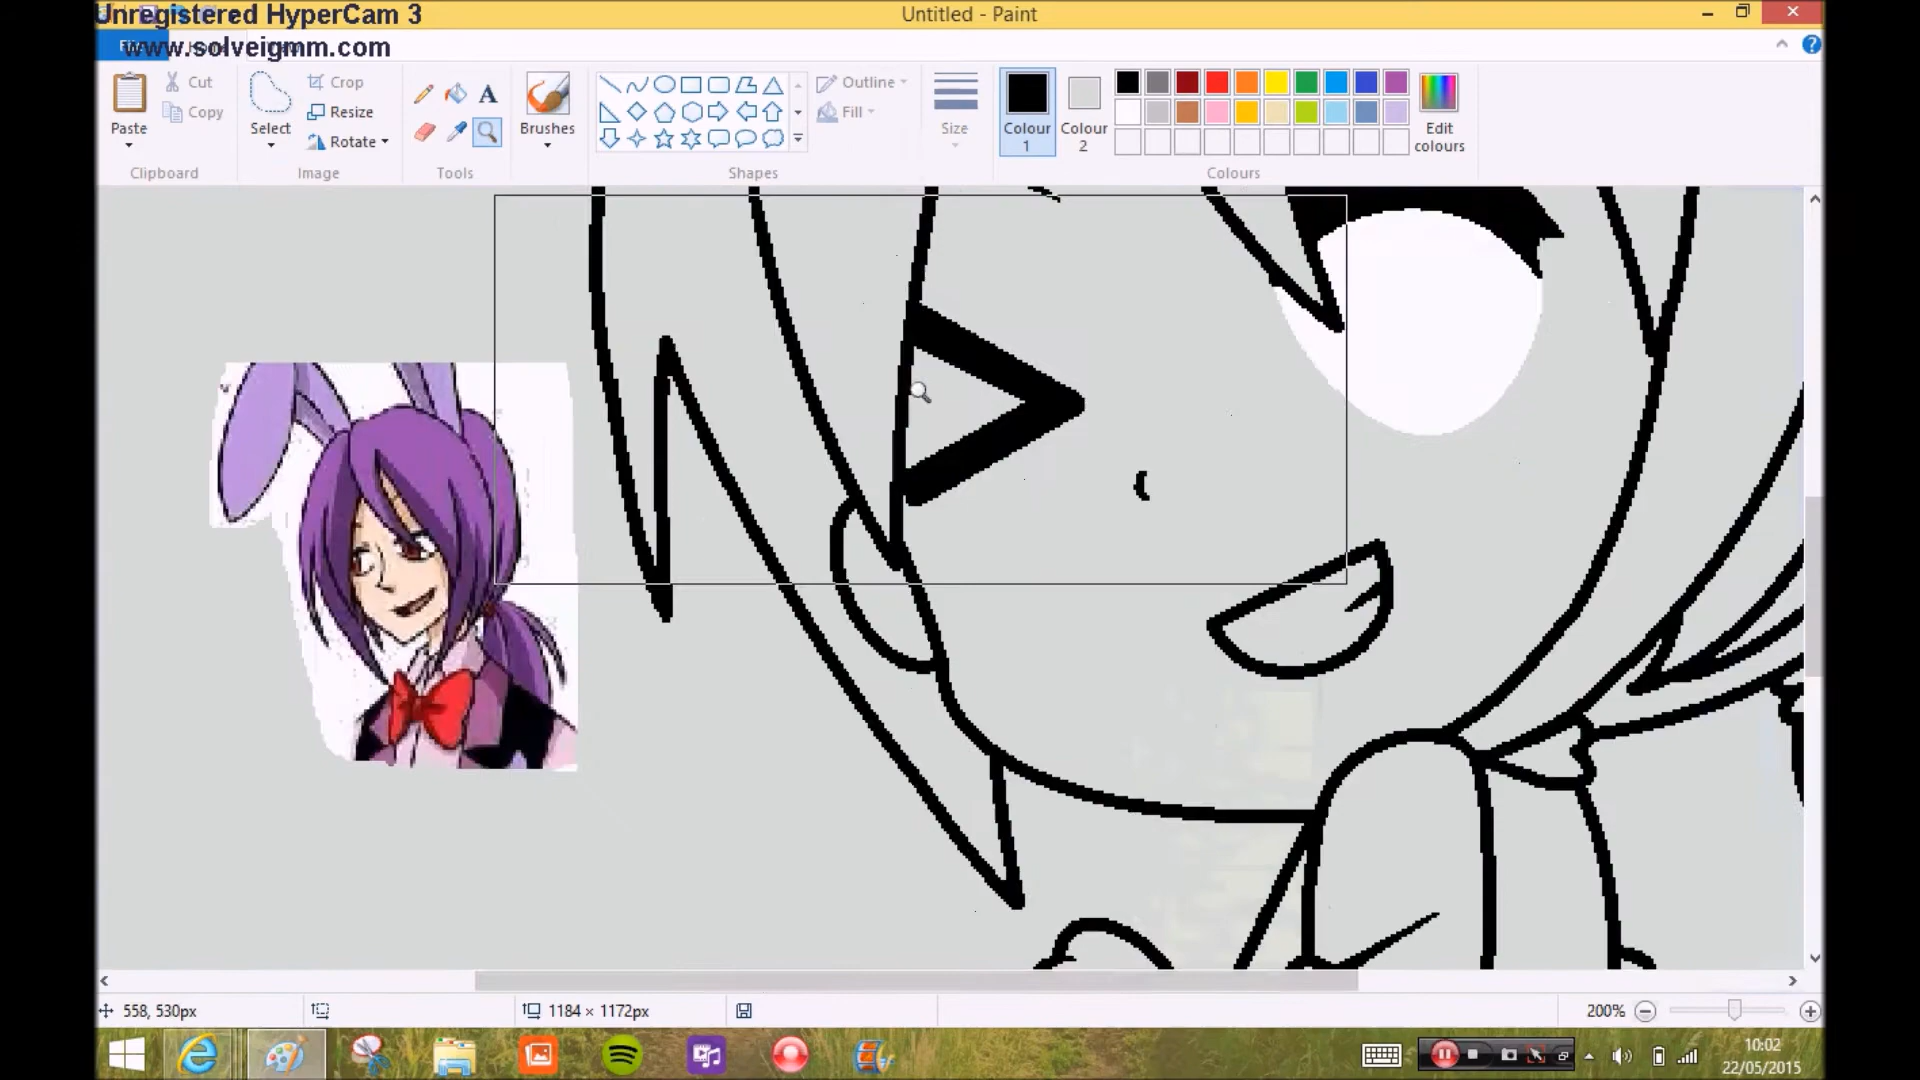 Unregistered HyperCam 3
www.solveigmm.com
Untitled - Paint
Cut
Copy
Paste
Clipboard
Crop
Resize
Rotate
Select
Image
Tools
Brushes
Shapes
Outline
Fill
Size
Colour 1
Colour 2
Edit colours
Colours
558, 530px
1184 × 1172px
200%
10:02
22/05/2015